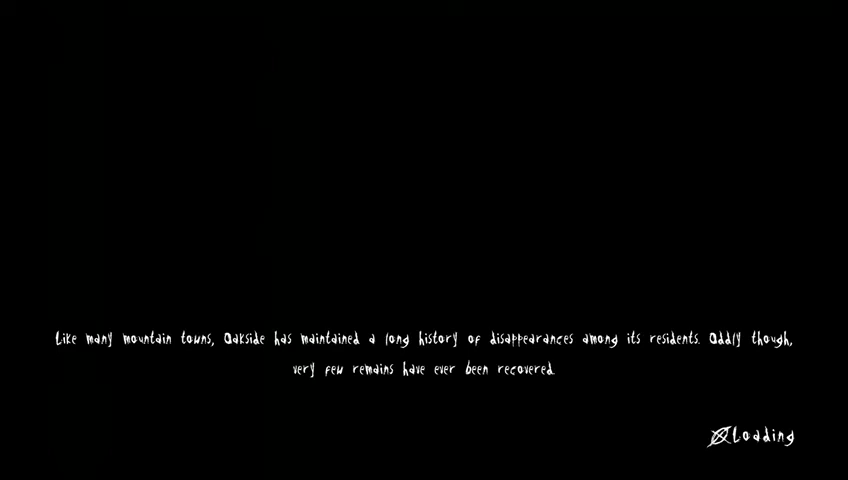 Like many mountain towns, Oakside has maintained a long history of disappearances among its residents. Oddly though,
very few remains have ever been recovered.
Loading